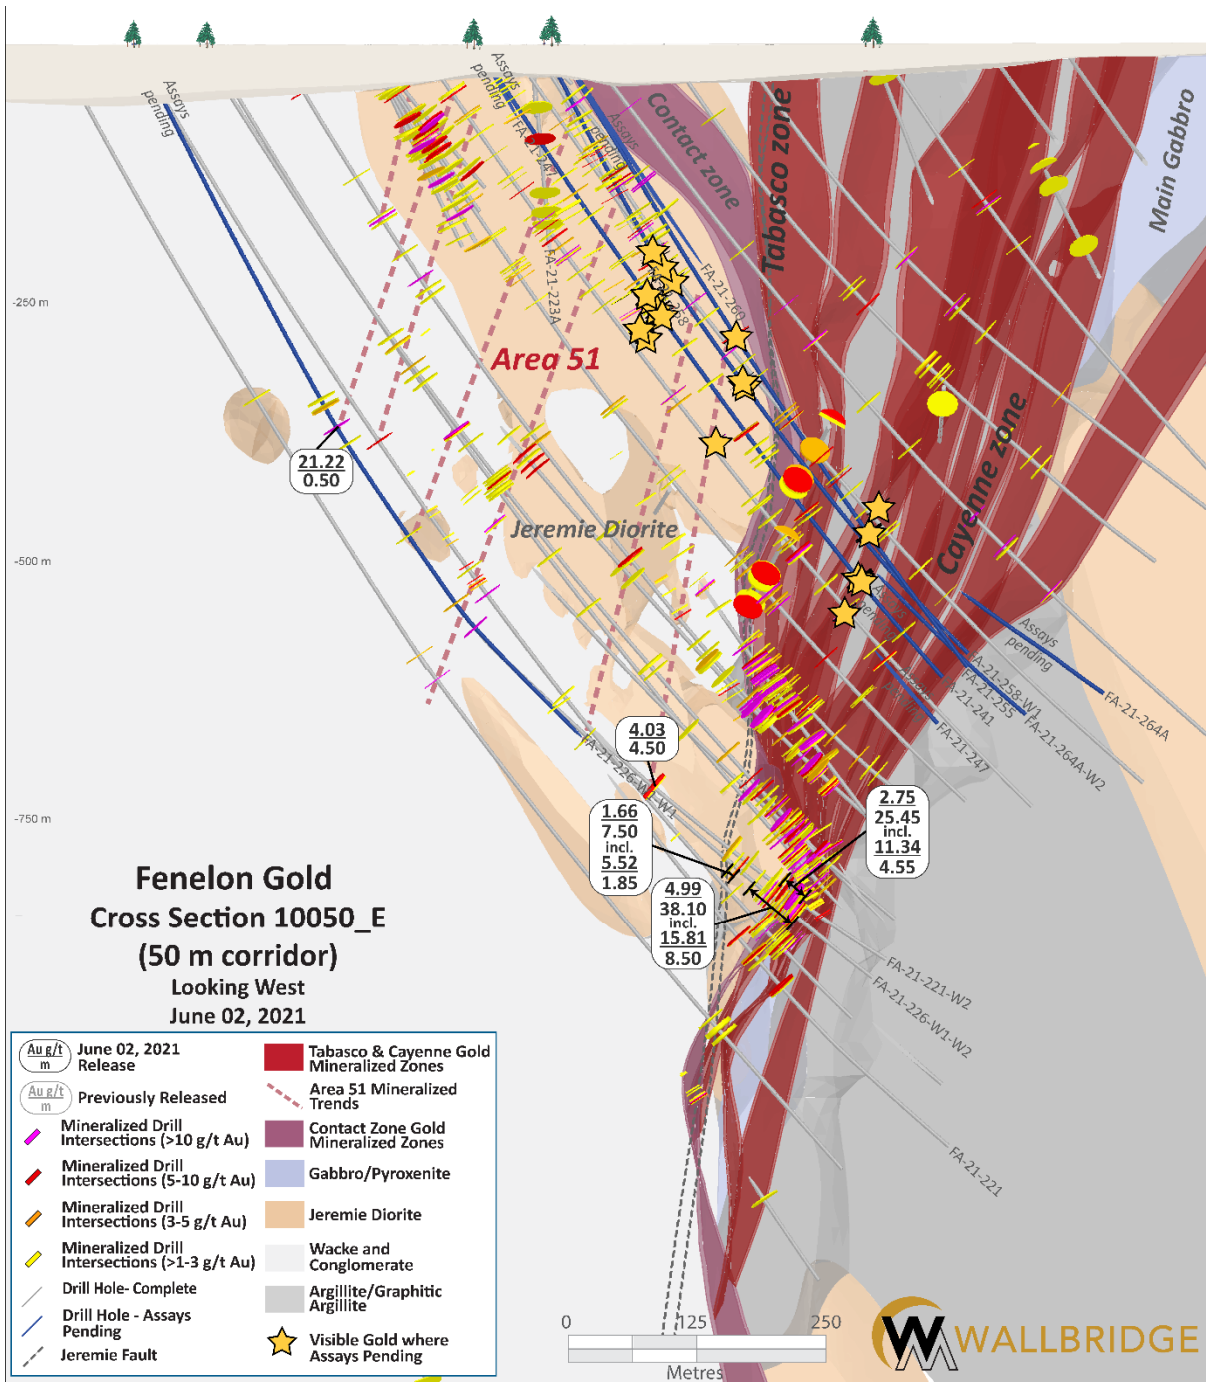 Assays
pending
Assays
pending
Assays
pending
Contact zone
Tabasco zone
Main Gabbro
FA-21-241
FA-21-223A
FA-21-260
-250 m
Area 51
Cayenne zone
21.22
0.50
Jeremie Diorite
-500 m
Assays
pending
FA-21-258-W1
FA-21-255
FA-21-264A
FA-21-264A-W2
FA-21-247
4.03
4.50
-750 m
1.66
7.50
incl.
5.52
1.85
2.75
25.45
incl.
11.34
4.55
4.99
38.10
incl.
15.81
8.50
FA-21-221-W2
FA-21-226-W1-W2
FA-21-221
Fenelon Gold
Cross Section 10050_E
(50 m corridor)
Looking West
June 02, 2021
Au g/t
m
June 02, 2021
Release
Au g/t
m
Previously Released
Mineralized Drill
Intersections (>10 g/t Au)
Mineralized Drill
Intersections (5-10 g/t Au)
Mineralized Drill
Intersections (3-5 g/t Au)
Mineralized Drill
Intersections (>1-3 g/t Au)
Drill Hole- Complete
Drill Hole - Assays
Pending
Jeremie Fault
Tabasco & Cayenne Gold
Mineralized Zones
Area 51 Mineralized
Trends
Contact Zone Gold
Mineralized Zones
Gabbro/Pyroxenite
Jeremie Diorite
Wacke and
Conglomerate
Argillite/Graphitic
Argillite
Visible Gold where
Assays Pending
0 125 250
Metres
WALLBRIDGE